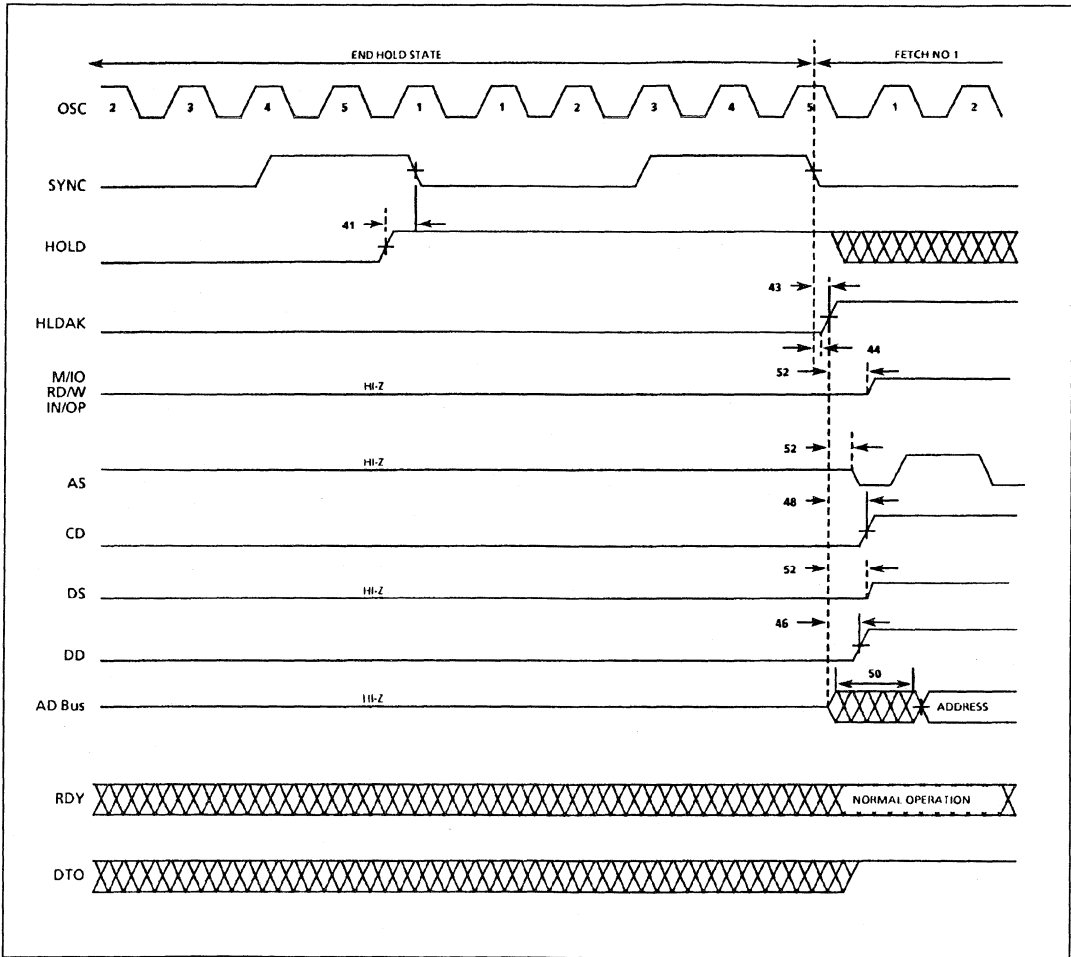 END HOLD STATE FETCH NO 1
OSC 2 3 4 5 1 1 2 3 4 5 1 2
SYNC
41
HOLD
43
HLDAK
44
M/IO
RD/W
IN/OP
HI-Z
52
52
HI-Z
AS
48
CD
52
DS HI-Z
46
DD
50
AD Bus HI-Z ADDRESS
RDY NORMAL OPERATION
DTO